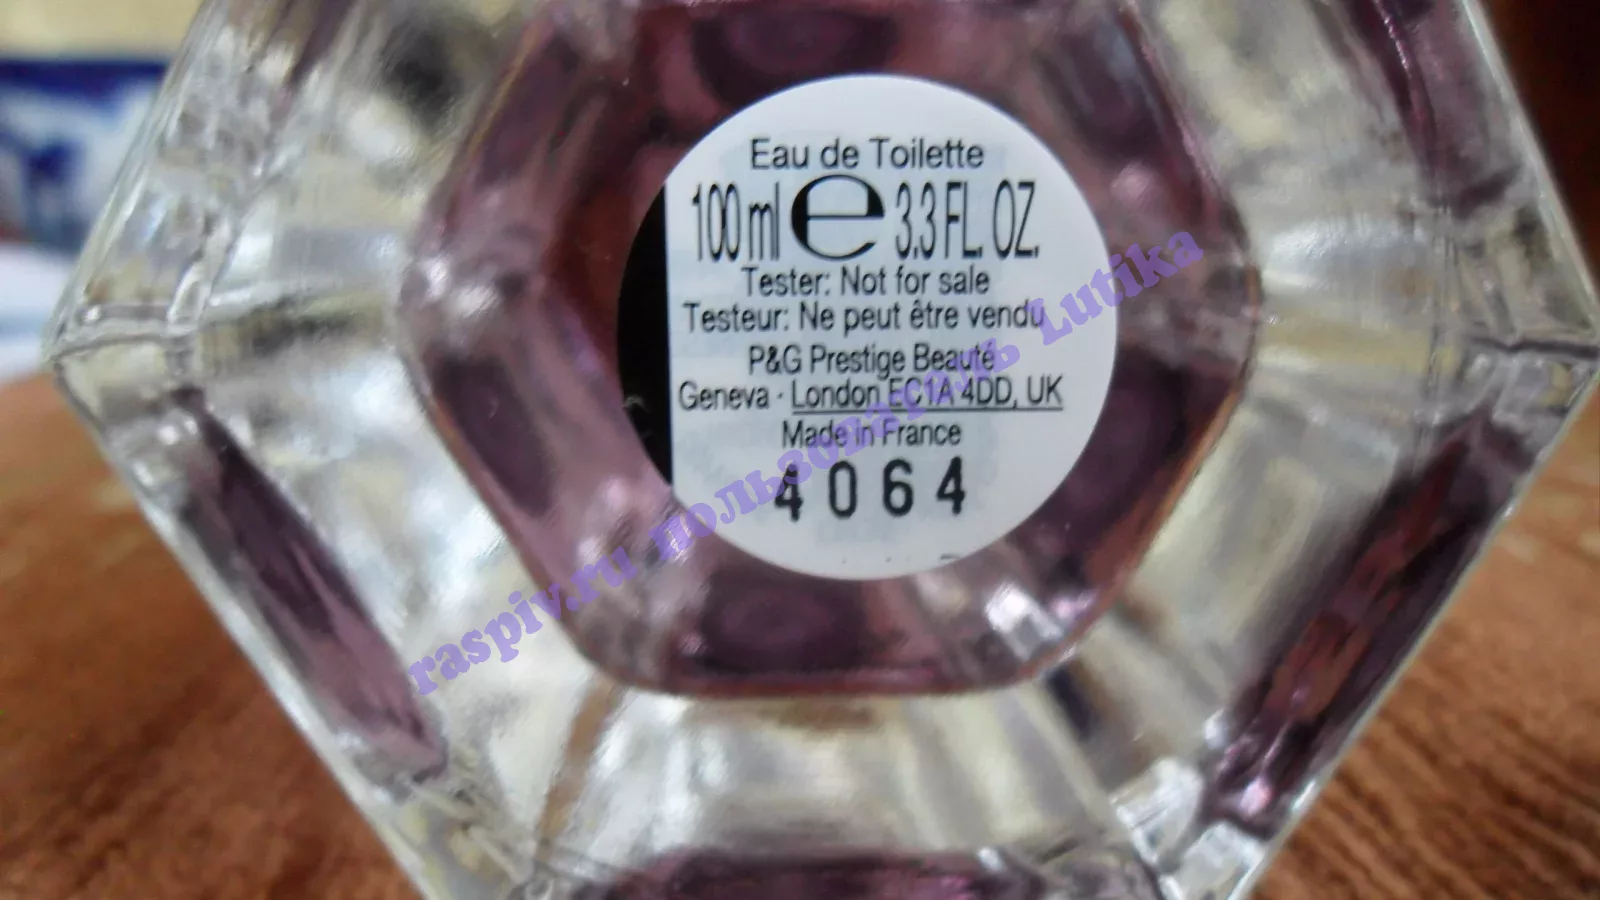 Eau de Toilette
100 ml e 3.3 FL. OZ.
Tester: Not for sale
Testeur: Ne peut être vendu
P&G Prestige Beauté
Geneva · London EC1A 4DD, UK
Made in France
4064
raspiv.ru пользователь Lutika